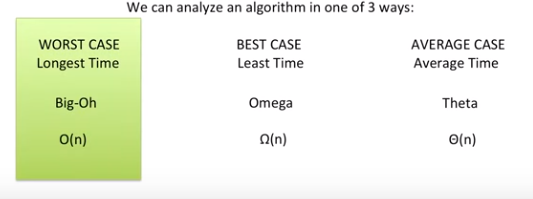 We can analyze an algorithm in one of 3 ways:
WORST CASE
Longest Time
Big-Oh
O(n)
BEST CASE
Least Time
Omega
Ω(n)
AVERAGE CASE
Average Time
Theta
Θ(n)